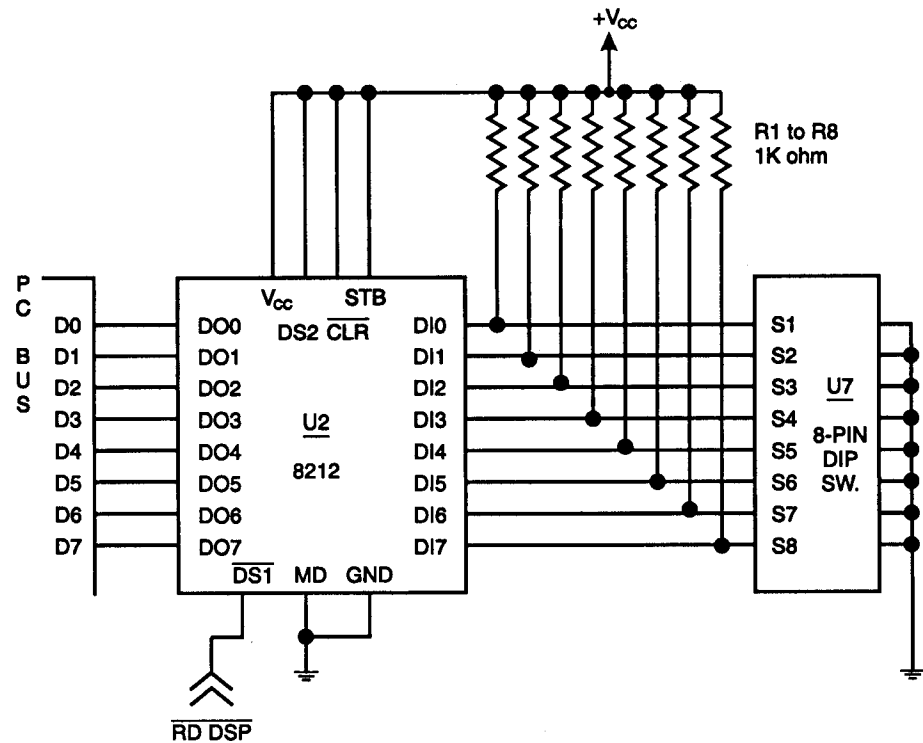 +Vcc
R1 to R8
1K ohm
PC BUS
D0
D1
D2
D3
D4
D5
D6
D7
Vcc STB
DS2 CLR
DO0
DO1
DO2
DO3
DO4
DO5
DO6
DO7
U2
8212
DI0
DI1
DI2
DI3
DI4
DI5
DI6
DI7
DS1 MD GND
RD DSP
S1
S2
S3
S4
S5
S6
S7
S8
U7
8-PIN
DIP
SW.